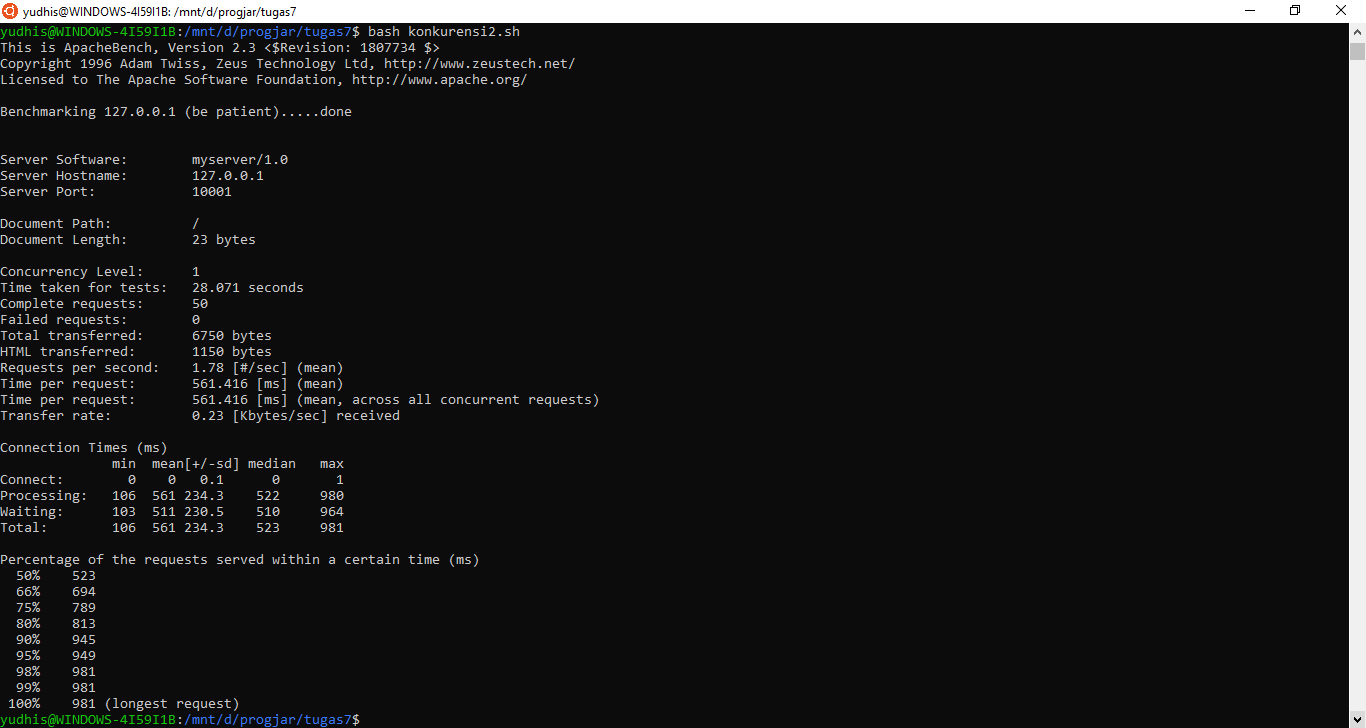 yudhis@WINDOWS-4I59I1B: /mnt/d/progjar/tugas7
yudhis@WINDOWS-4I59I1B:/mnt/d/progjar/tugas7$ bash konkurensi2.sh
This is ApacheBench, Version 2.3 <$Revision: 1807734 $>
Copyright 1996 Adam Twiss, Zeus Technology Ltd, http://www.zeustech.net/
Licensed to The Apache Software Foundation, http://www.apache.org/

Benchmarking 127.0.0.1 (be patient).....done


Server Software:        myserver/1.0
Server Hostname:        127.0.0.1
Server Port:            10001

Document Path:          /
Document Length:        23 bytes

Concurrency Level:      1
Time taken for tests:   28.071 seconds
Complete requests:      50
Failed requests:        0
Total transferred:      6750 bytes
HTML transferred:       1150 bytes
Requests per second:    1.78 [#/sec] (mean)
Time per request:       561.416 [ms] (mean)
Time per request:       561.416 [ms] (mean, across all concurrent requests)
Transfer rate:          0.23 [Kbytes/sec] received

Connection Times (ms)
              min  mean[+/-sd] median   max
Connect:        0    0   0.1      0       1
Processing:   106  561 234.3    522     980
Waiting:      103  511 230.5    510     964
Total:        106  561 234.3    523     981

Percentage of the requests served within a certain time (ms)
  50%    523
  66%    694
  75%    789
  80%    813
  90%    945
  95%    949
  98%    981
  99%    981
 100%    981 (longest request)
yudhis@WINDOWS-4I59I1B:/mnt/d/progjar/tugas7$